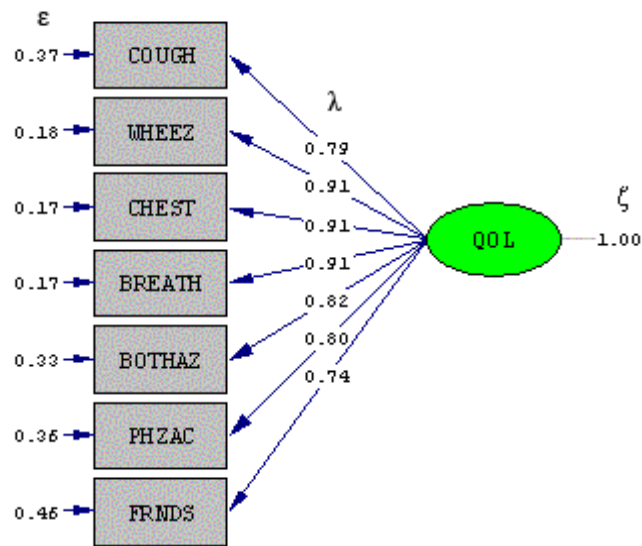 ε
0.37 COUGH
λ
0.18 WHEEZ
0.79
0.91
ζ
0.17 CHEST
0.91
QOL 1.00
0.91
0.17 BREATH
0.82
0.80
0.33 BOTHAZ
0.74
0.36 PHZAC
0.46 FRNDS